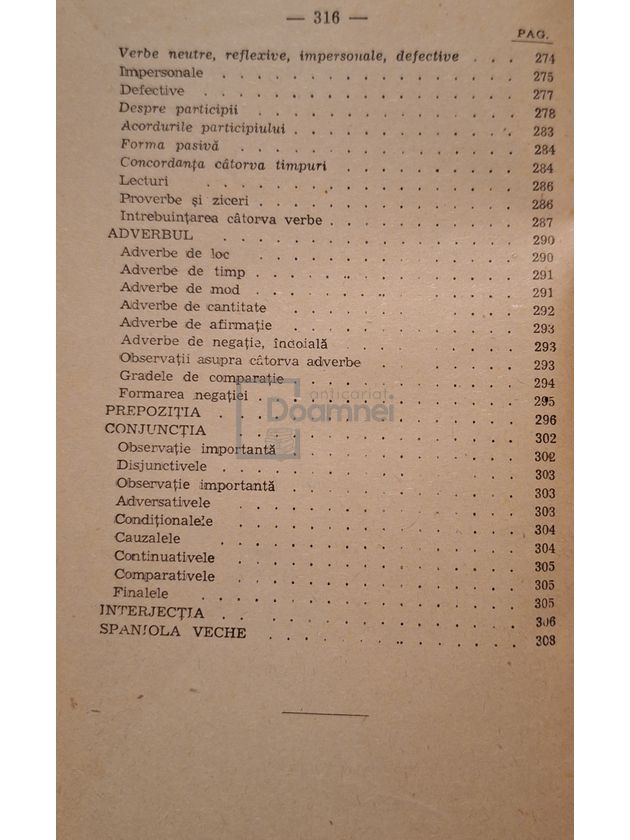 — 316 —
PAG.
Verbe neutre, reflexive, impersonale, defective . . . 274
Impersonale . . . . . . . . . . . . . . . . 275
Defective . . . . . . . . . . . . . . . . 277
Despre participii . . . . . . . . . . . . . . 278
Acordurile participiului . . . . . . . . . . . . 283
Forma pasivă . . . . . . . . . . . . . . . 284
Concordanța câtorva timpuri . . . . . . . . . . 284
Lecturi . . . . . . . . . . . . . . . . 286
Proverbe și ziceri . . . . . . . . . . . . . . 286
Intrebuințarea câtorva verbe . . . . . . . . . . 287
ADVERBUL . . . . . . . . . . . . . . . . 290
Adverbe de loc . . . . . . . . . . . . . . 290
Adverbe de timp . . . . . . . . . . . . . . 291
Adverbe de mod . . . . . . . . . . . . . . 291
Adverbe de cantitate . . . . . . . . . . . . . 292
Adverbe de afirmație . . . . . . . . . . . . . 293
Adverbe de negație, îndoială . . . . . . . . . . 293
Observații asupra câtorva adverbe . . . . . . . . 293
Gradele de comparație . . . . . . . . . . . . 294
Formarea negației . . . . . . . . . . . . . . 295
antichariat
Doamnei
PREPOZIȚIA . . . . . . . . . . . . . . . . 296
CONJUNCȚIA . . . . . . . . . . . . . . . . 302
Observație importantă . . . . . . . . . . . . 302
Disjunctivele . . . . . . . . . . . . . . . 303
Observație importantă . . . . . . . . . . . . 303
Adversativele . . . . . . . . . . . . . . . 303
Condiționalele . . . . . . . . . . . . . . . 304
Cauzalele . . . . . . . . . . . . . . . . 304
Continuativele . . . . . . . . . . . . . . . 305
Comparativele . . . . . . . . . . . . . . . 305
Finalele . . . . . . . . . . . . . . . . 305
INTERJECȚIA . . . . . . . . . . . . . . . . 306
SPANIOLA VECHE . . . . . . . . . . . . . . 308